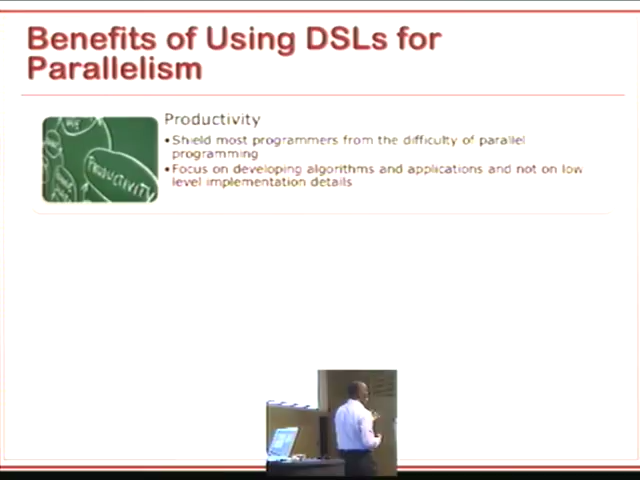 Benefits of Using DSLs for
Parallelism
Productivity
•Shield most programmers from the difficulty of parallel
programming
•Focus on developing algorithms and applications and not on low
level implementation details
PRODUCTIVITY